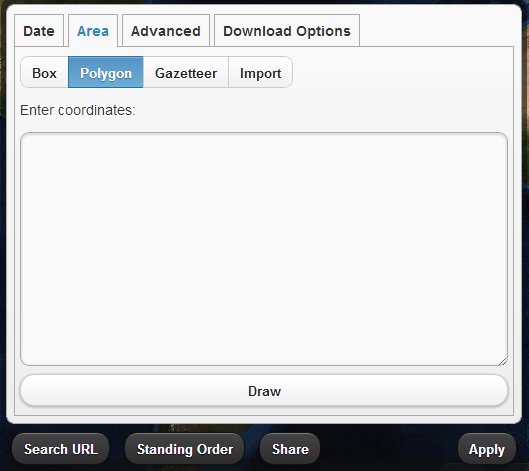 Date Area Advanced Download Options
Box Polygon Gazetteer Import
Enter coordinates:
Draw
Search URL Standing Order Share Apply